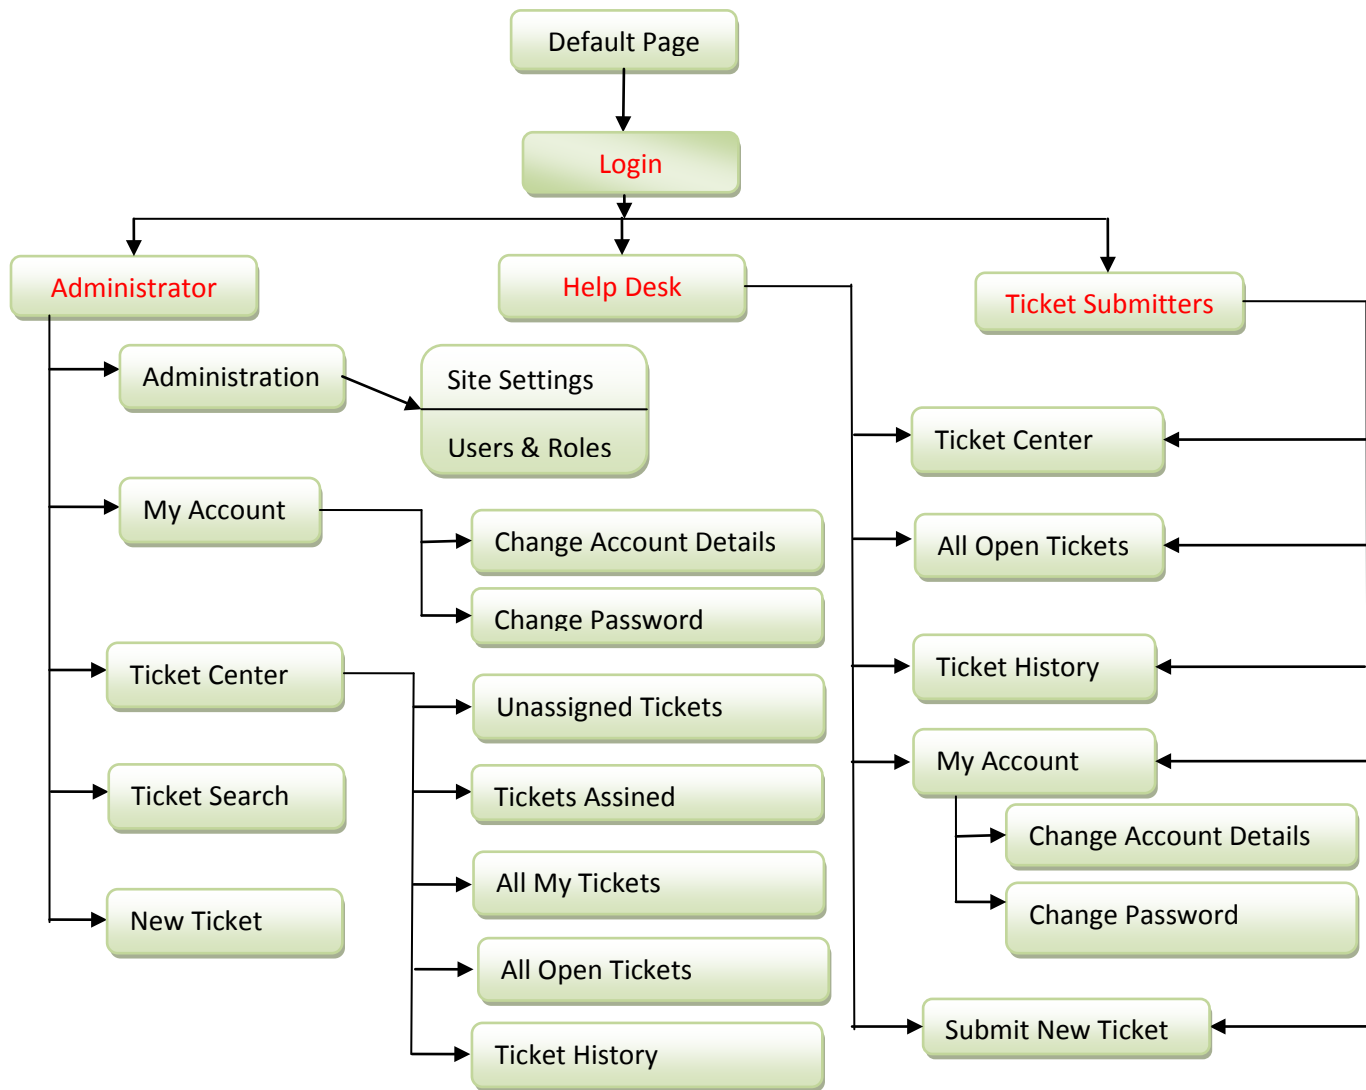 Default Page
Login
Administrator
Help Desk
Ticket Submitters
Administration
Site Settings
Users & Roles
My Account
Change Account Details
Change Password
Ticket Center
Unassigned Tickets
Tickets Assined
All My Tickets
All Open Tickets
Ticket History
Ticket Search
New Ticket
Ticket Center
All Open Tickets
Ticket History
My Account
Change Account Details
Change Password
Submit New Ticket